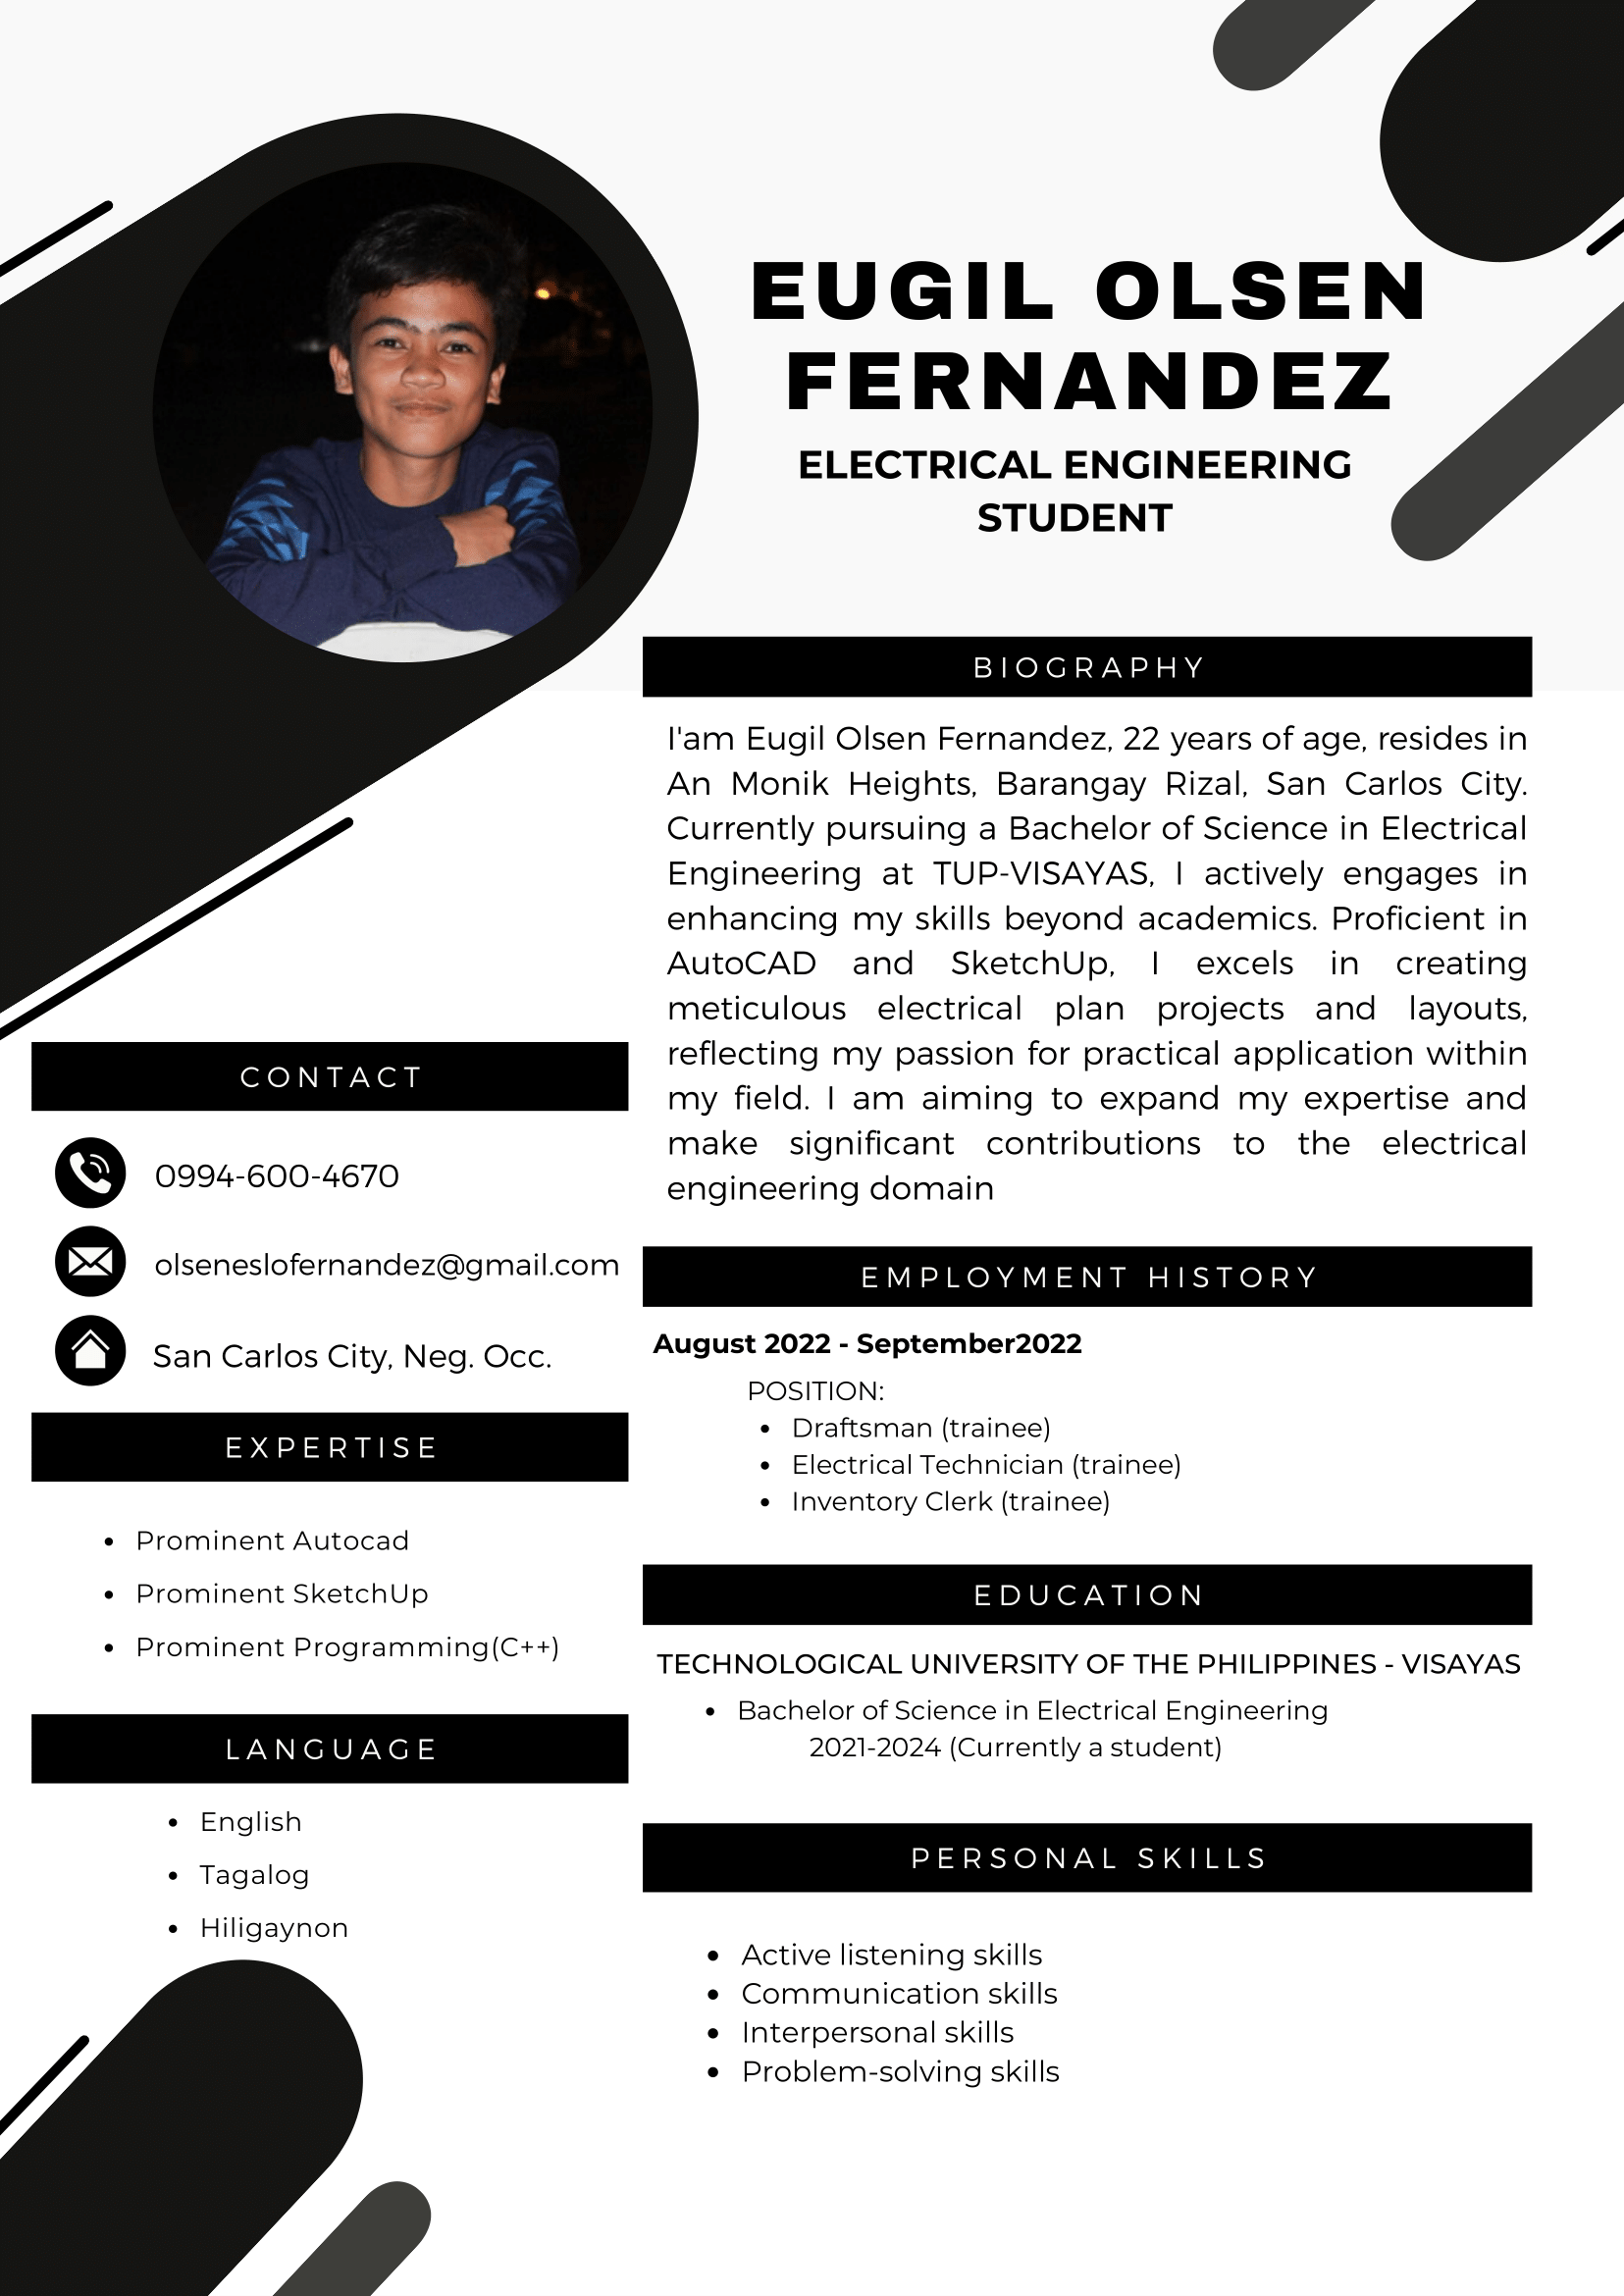 EUGIL OLSEN
FERNANDEZ
ELECTRICAL ENGINEERING
STUDENT
BIOGRAPHY
I'am Eugil Olsen Fernandez, 22 years of age, resides in
An Monik Heights, Barangay Rizal, San Carlos City.
Currently pursuing a Bachelor of Science in Electrical
Engineering at TUP-VISAYAS, I actively engages in
enhancing my skills beyond academics. Proficient in
AutoCAD and SketchUp, I excels in creating
meticulous electrical plan projects and layouts,
reflecting my passion for practical application within
my field. I am aiming to expand my expertise and
make significant contributions to the electrical
engineering domain
CONTACT
0994-600-4670
olseneslofernandez@gmail.com
San Carlos City, Neg. Occ.
EXPERTISE
• Prominent Autocad
• Prominent SketchUp
• Prominent Programming(C++)
LANGUAGE
• English
• Tagalog
• Hiligaynon
EMPLOYMENT HISTORY
August 2022 - September2022
POSITION:
• Draftsman (trainee)
• Electrical Technician (trainee)
• Inventory Clerk (trainee)
EDUCATION
TECHNOLOGICAL UNIVERSITY OF THE PHILIPPINES - VISAYAS
• Bachelor of Science in Electrical Engineering
2021-2024 (Currently a student)
PERSONAL SKILLS
• Active listening skills
• Communication skills
• Interpersonal skills
• Problem-solving skills